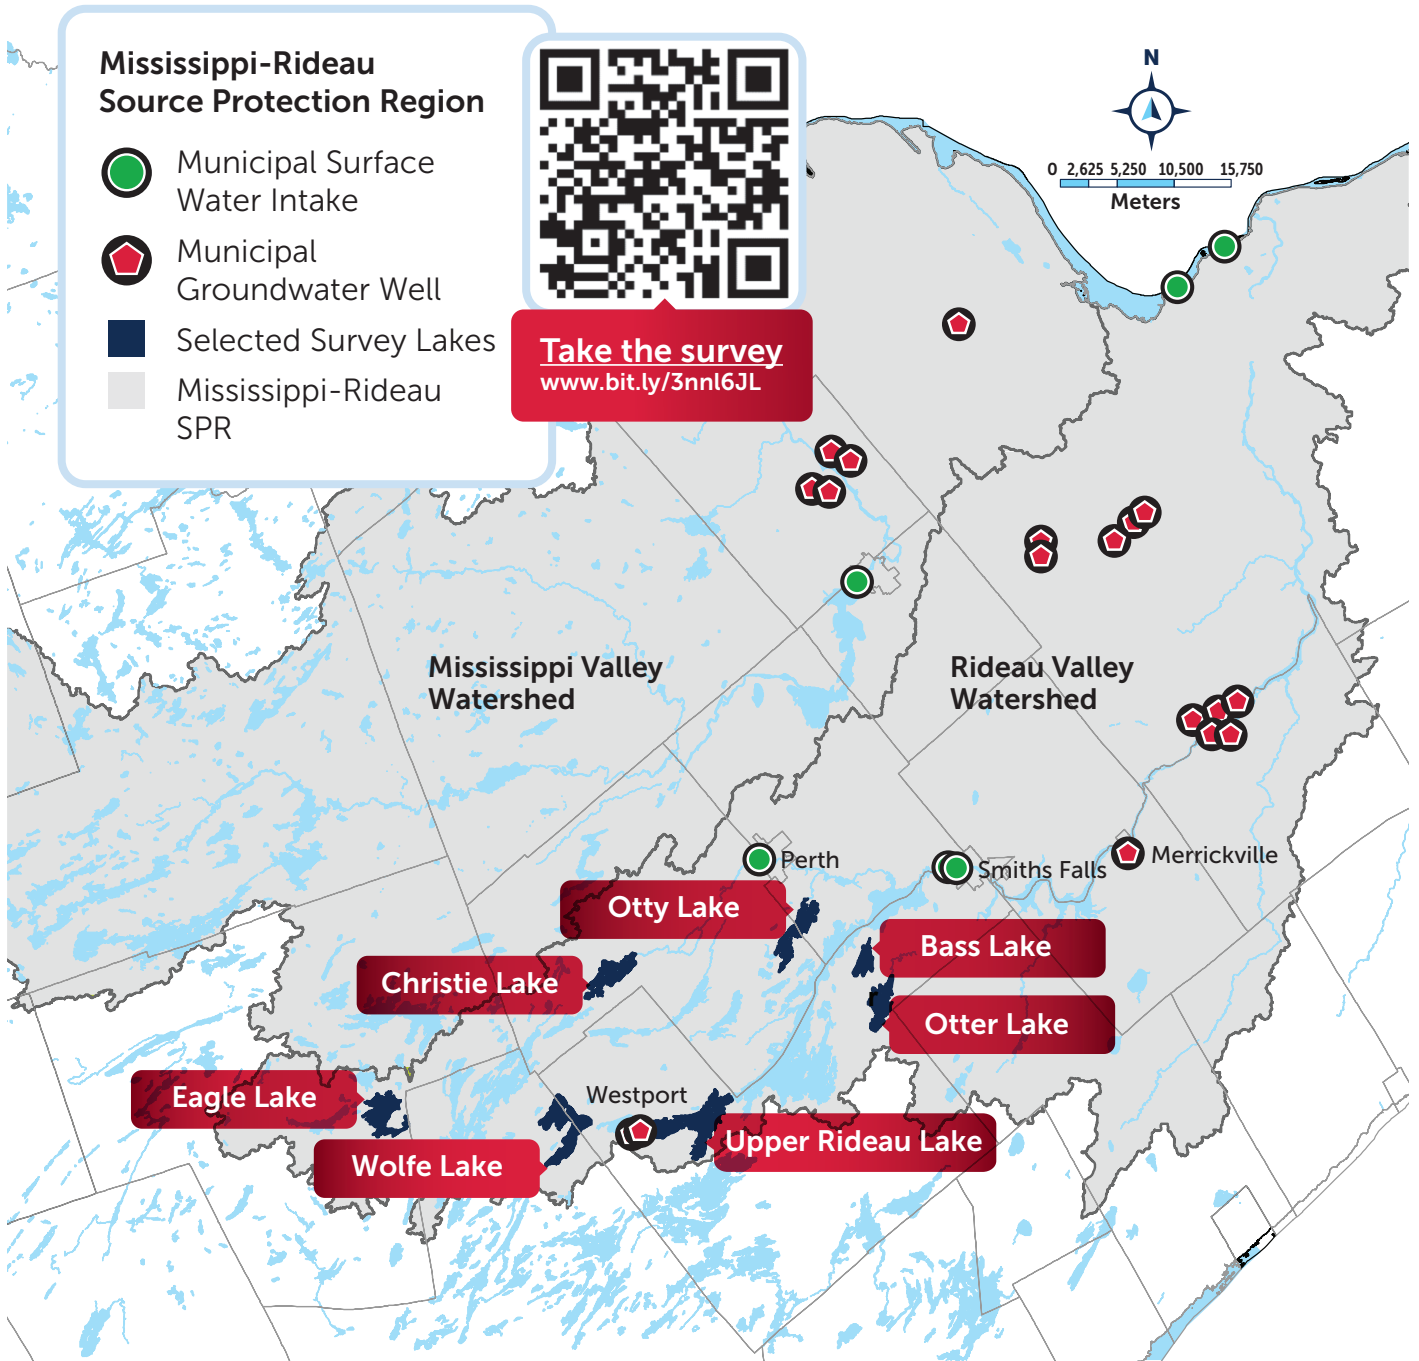 Mississippi-Rideau
Source Protection Region
Municipal Surface
Water Intake
Municipal
Groundwater Well
Selected Survey Lakes
Mississippi-Rideau
SPR
Take the survey
www.bit.ly/3nnl6JL
N
0 2,625 5,250 10,500 15,750
Meters
Mississippi Valley
Watershed
Rideau Valley
Watershed
Perth
Smiths Falls
Merrickville
Otty Lake
Bass Lake
Christie Lake
Otter Lake
Eagle Lake
Westport
Upper Rideau Lake
Wolfe Lake